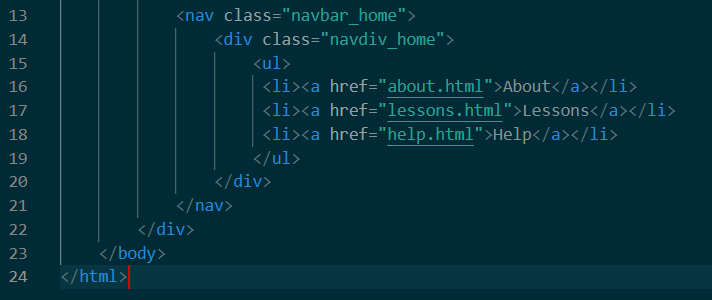 13 <nav class="navbar_home">
14 <div class="navdiv_home">
15 <ul>
16 <li><a href="about.html">About</a></li>
17 <li><a href="lessons.html">Lessons</a></li>
18 <li><a href="help.html">Help</a></li>
19 </ul>
20 </div>
21 </nav>
22 </div>
23 </body>
24 </html>